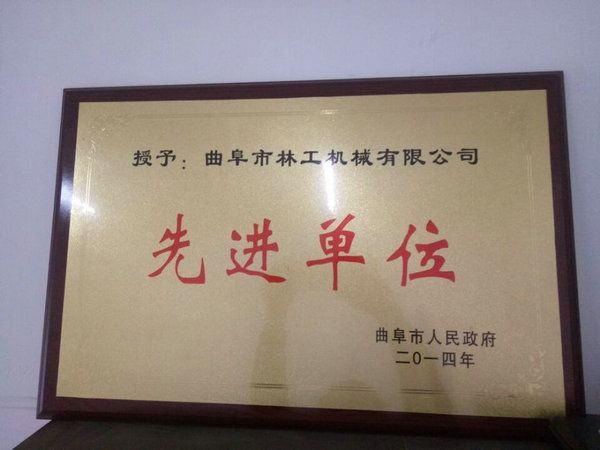 授予：曲阜市林工机械有限公司
先进单位
曲阜市人民政府
二〇一四年